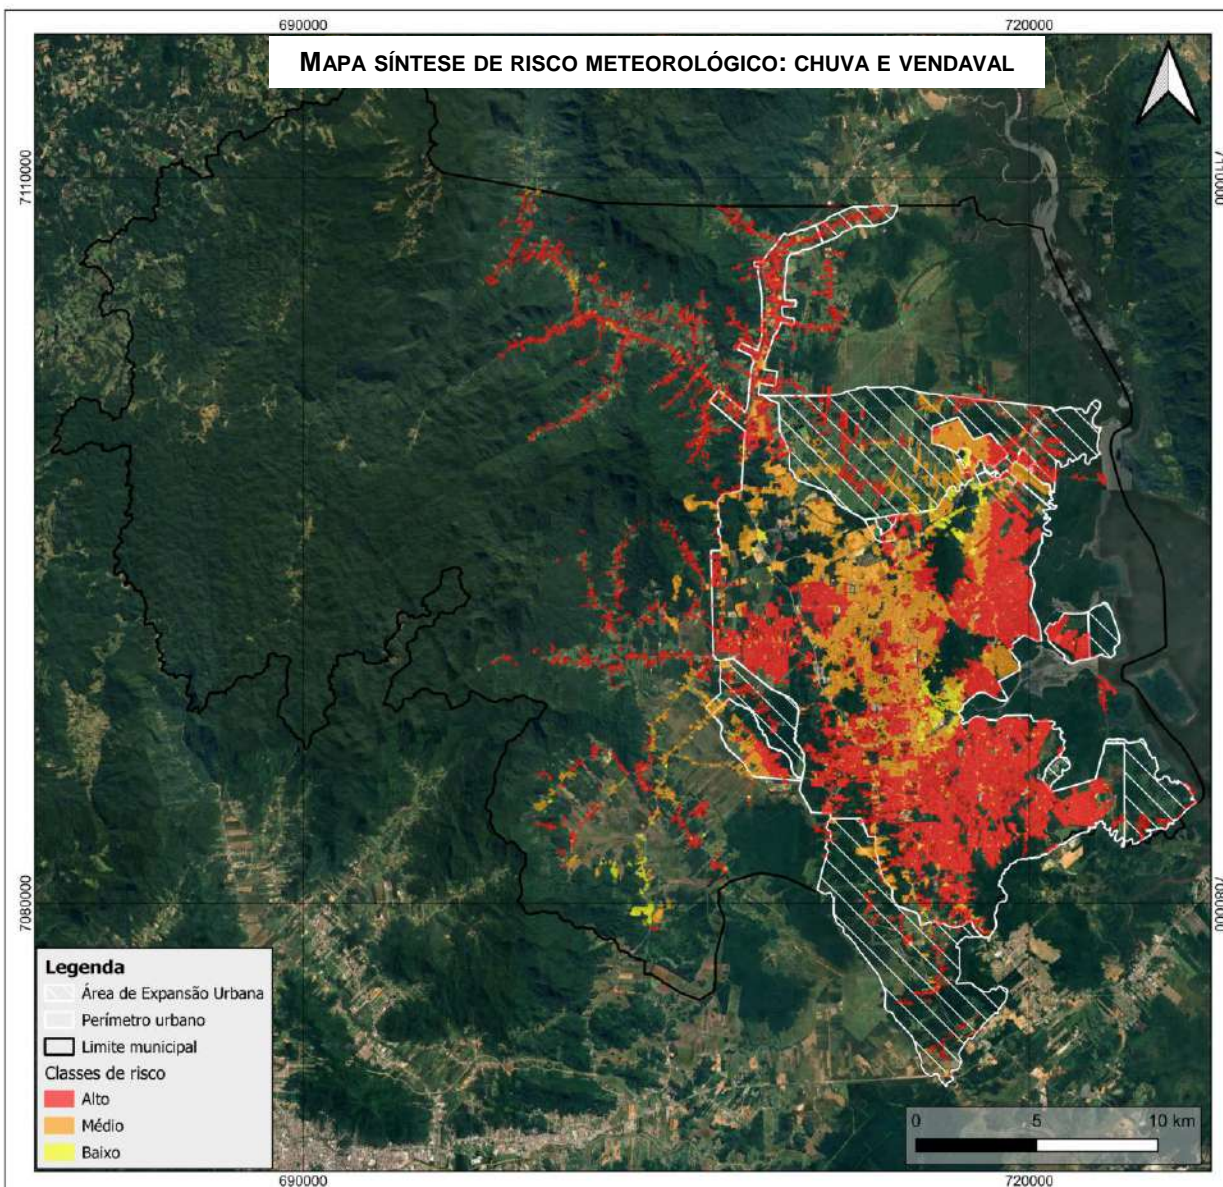 690000
720000
MAPA SÍNTESE DE RISCO METEOROLÓGICO: CHUVA E VENDAVAL
7110000
7110000
7080000
7080000
Legenda
Área de Expansão Urbana
Perímetro urbano
Limite municipal
Classes de risco
Alto
Médio
Baixo
0 5 10 km
690000
720000